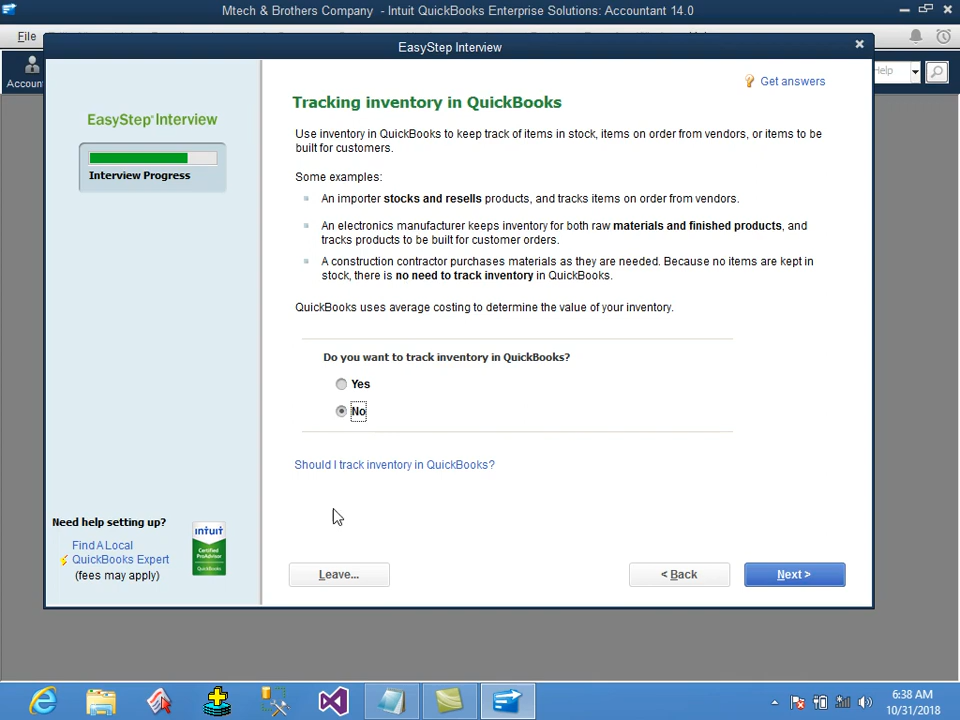 Mtech & Brothers Company - Intuit QuickBooks Enterprise Solutions: Accountant 14.0
File
EasyStep Interview
Accoun
Help
Get answers
EasyStep Interview
Interview Progress
Tracking inventory in QuickBooks
Use inventory in QuickBooks to keep track of items in stock, items on order from vendors, or items to be
built for customers.
Some examples:
An importer stocks and resells products, and tracks items on order from vendors.
An electronics manufacturer keeps inventory for both raw materials and finished products, and
tracks products to be built for customer orders.
A construction contractor purchases materials as they are needed. Because no items are kept in
stock, there is no need to track inventory in QuickBooks.
QuickBooks uses average costing to determine the value of your inventory.
Do you want to track inventory in QuickBooks?
Yes
No
Should I track inventory in QuickBooks?
Need help setting up?
Find A Local
QuickBooks Expert
(fees may apply)
intuit
Certified
ProAdvisor
QuickBooks
Leave...
< Back
Next >
6:38 AM
10/31/2018